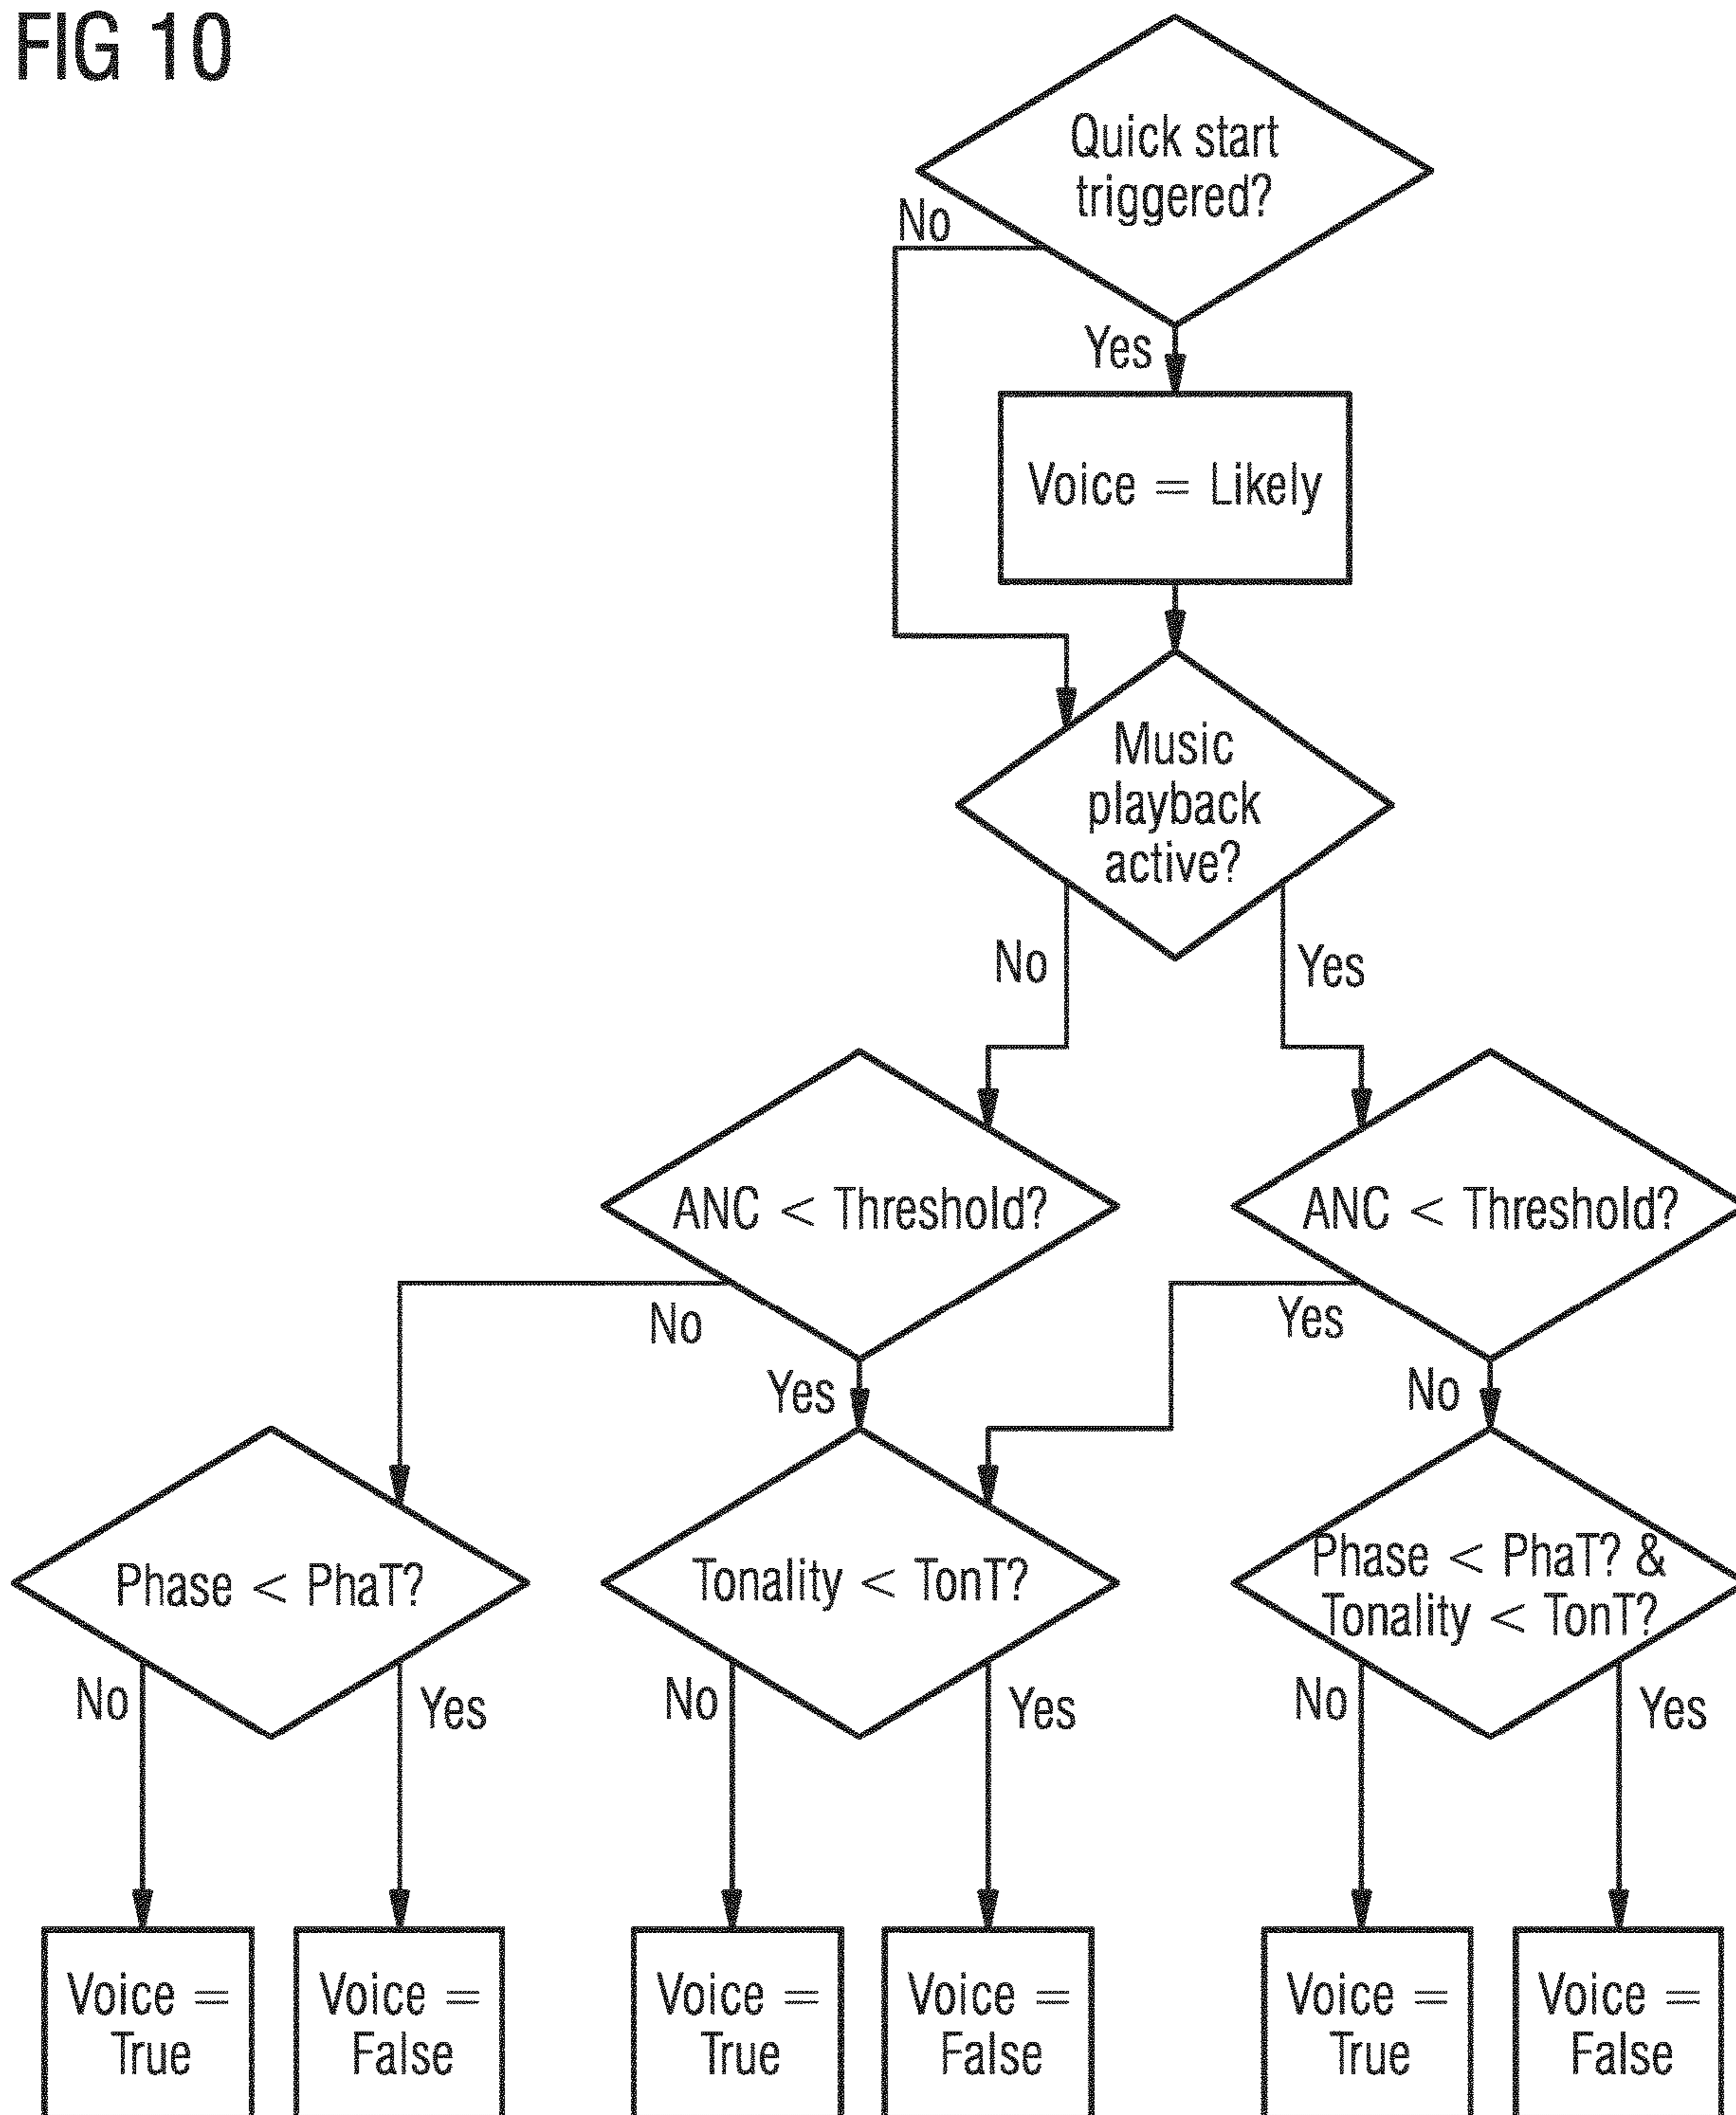 FIG 10
Quick start
triggered?
No
Yes
Voice = Likely
Music
playback
active?
No
Yes
ANC < Threshold?
ANC < Threshold?
No
Yes
Yes
No
Phase < PhaT?
Tonality < TonT?
Phase < PhaT? &
Tonality < TonT?
No
Yes
No
Yes
No
Yes
Voice =
True
Voice =
False
Voice =
True
Voice =
False
Voice =
True
Voice =
False